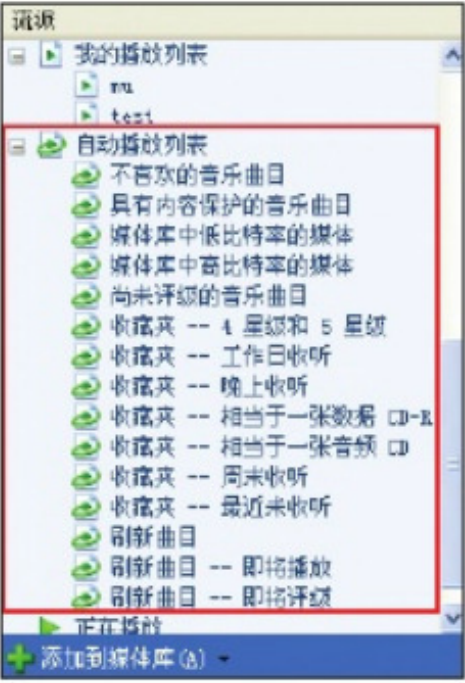 流派
我的播放列表
mu
test
自动播放列表
不喜欢的音乐曲目
具有内容保护的音乐曲目
媒体库中低比特率的媒体
媒体库中高比特率的媒体
尚未评级的音乐曲目
收藏夹 -- 4 星级和 5 星级
收藏夹 -- 工作日收听
收藏夹 -- 晚上收听
收藏夹 -- 相当于一张数据 CD-R
收藏夹 -- 相当于一张音频 CD
收藏夹 -- 周末收听
收藏夹 -- 最近未收听
刷新曲目
刷新曲目 -- 即将播放
刷新曲目 -- 即将评级
正在播放
添加到媒体库(A)